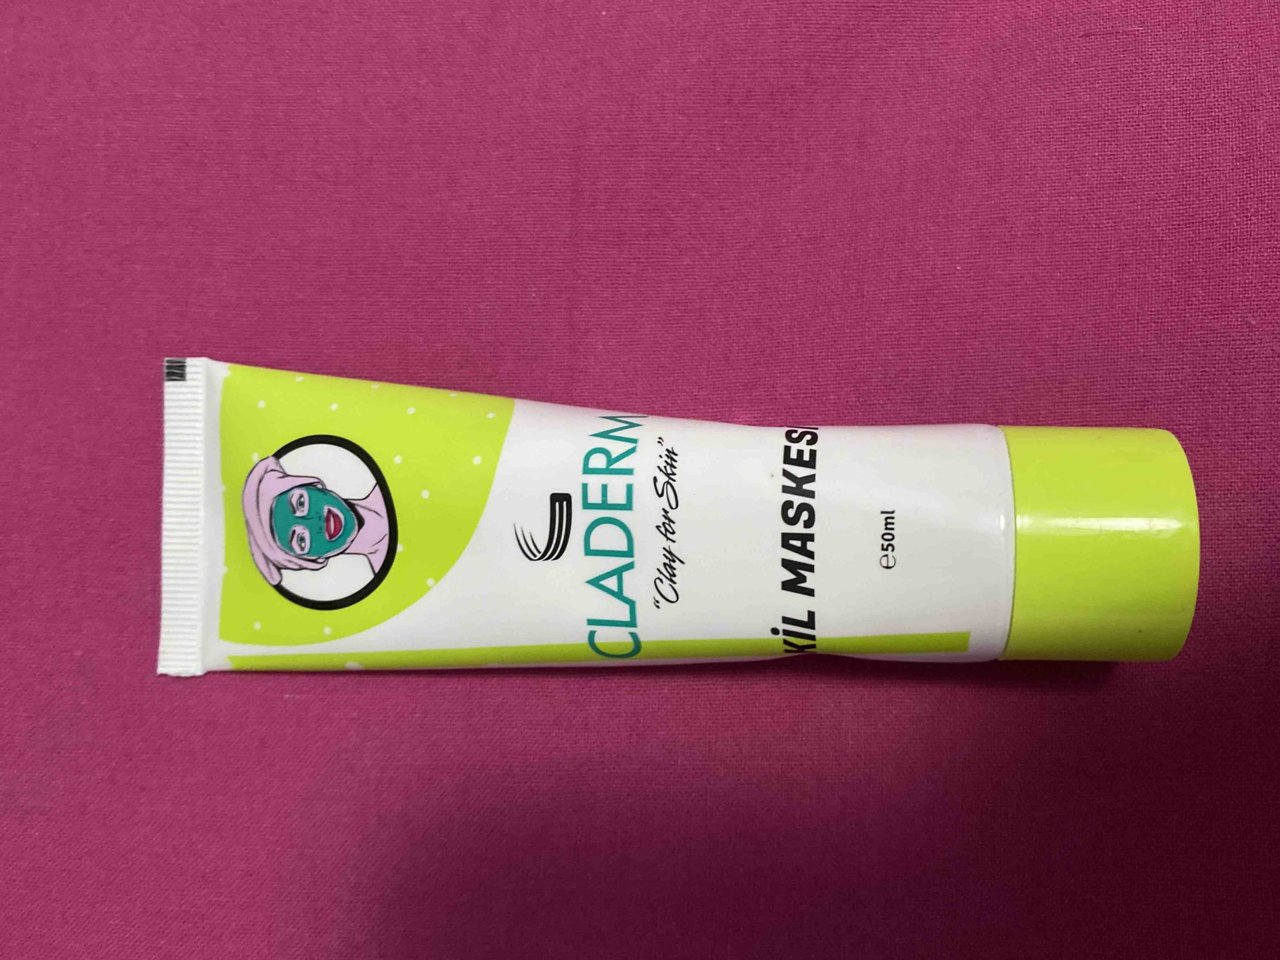 CLADERM
"Clay for Skin"
KİL MASKESİ
℮50ml